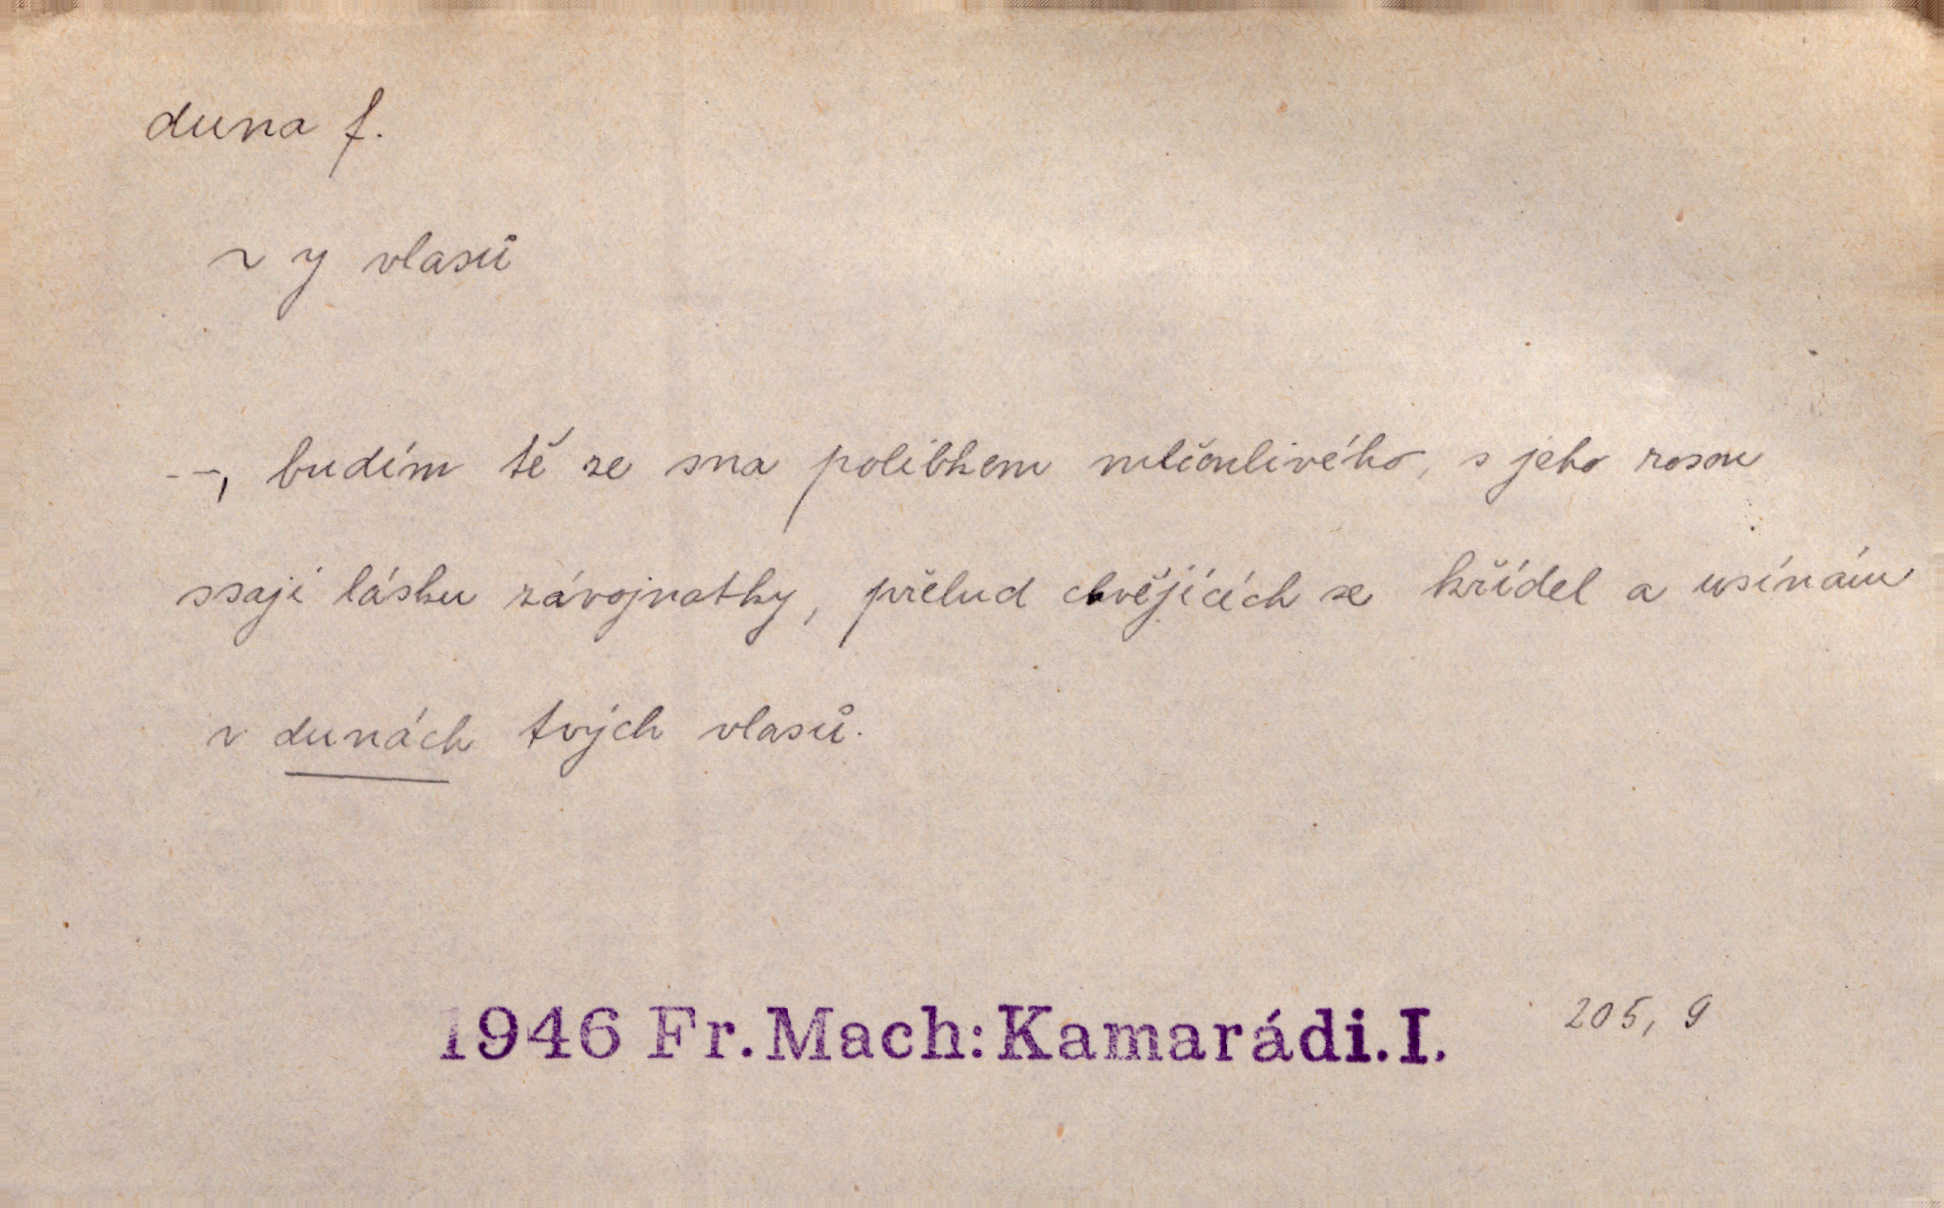 duna f.
~ y vlasů
--, budím tě ze sna polibkem mlčenlivého, s jeho rosou
ssají lásku závojnatky, přelud chvějících se křídel a usínám
v dunách tvých vlasů.
1946 Fr. Mach: Kamarádi. I. 205, 9